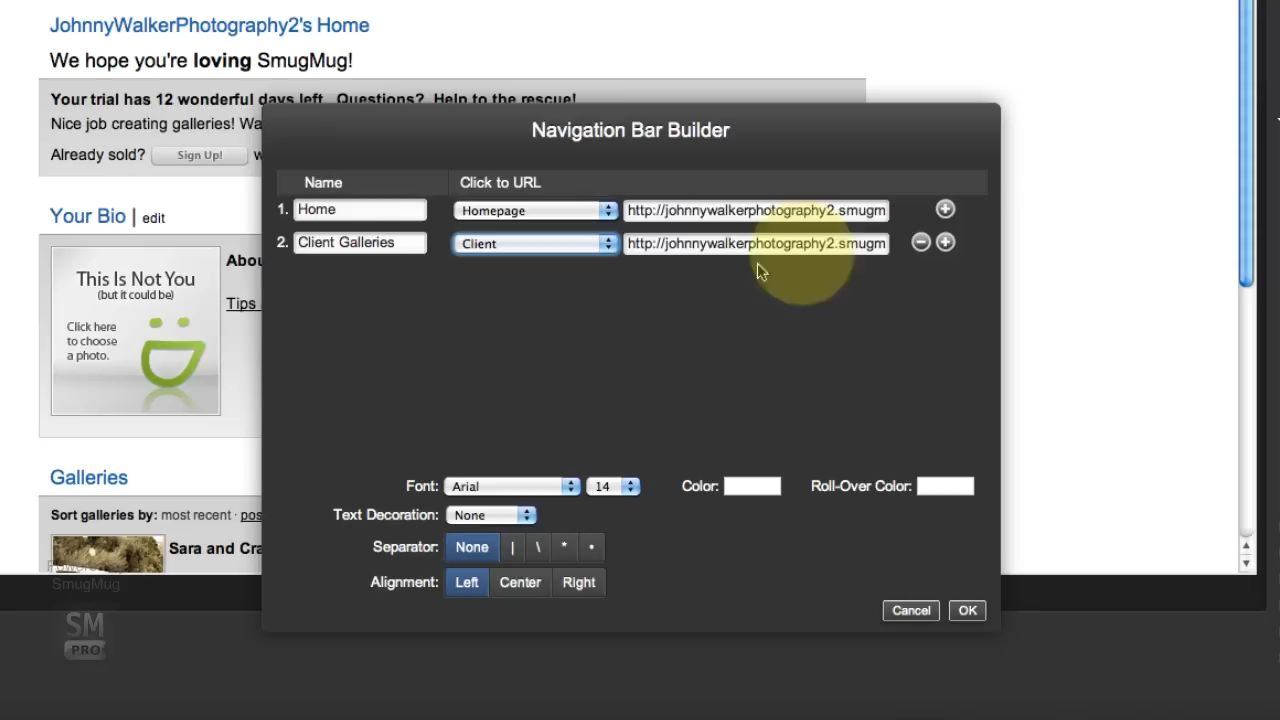 JohnnyWalkerPhotography2's Home
We hope you're loving SmugMug!
Your trial has 12 wonderful days left. Questions? Help to the rescue!
Nice job creating galleries! Wa
Already sold? Sign Up! w
Navigation Bar Builder
Name Click to URL
1. Home Homepage http://johnnywalkerphotography2.smugm
2. Client Galleries Client http://johnnywalkerphotography2.smugm
Your Bio | edit
This Is Not You
(but it could be)
Click here
to choose
a photo.
Abou
Tips
Galleries
Sort galleries by: most recent · pos
Sara and Cra
Font: Arial 14 Color: Roll-Over Color:
Text Decoration: None
Separator: None | \ * •
Alignment: Left Center Right
Cancel OK
SmugMug
SM
PRO